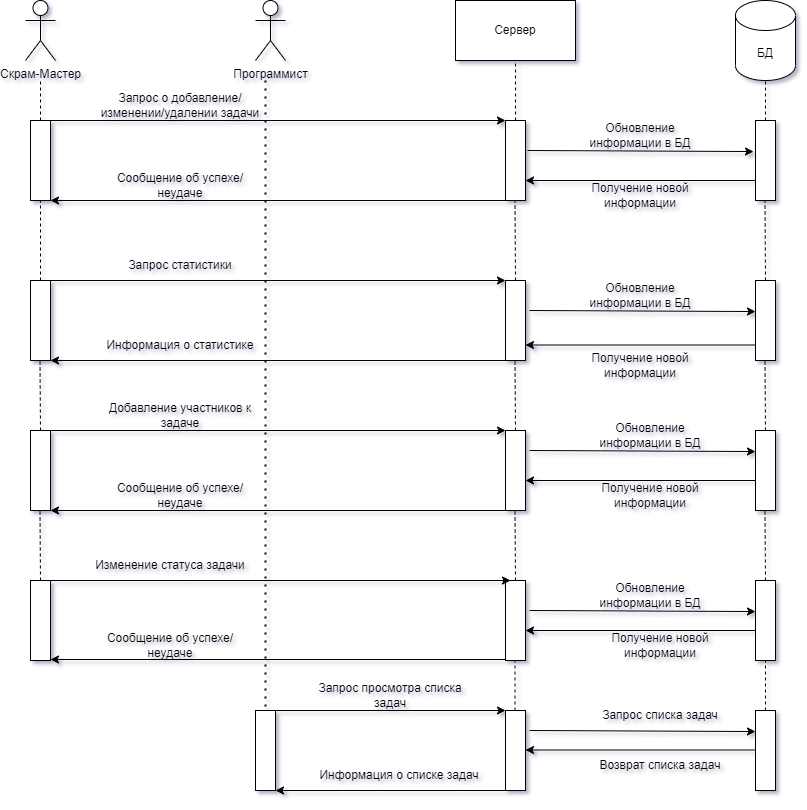 Скрам-Мастер
Программист
Сервер
БД
Запрос о добавление/
изменении/удалении задачи
Обновление
информации в БД
Сообщение об успехе/
неудаче
Получение новой
информации
Запрос статистики
Обновление
информации в БД
Информация о статистике
Получение новой
информации
Добавление участников к
задаче
Обновление
информации в БД
Сообщение об успехе/
неудаче
Получение новой
информации
Изменение статуса задачи
Обновление
информации в БД
Сообщение об успехе/
неудаче
Получение новой
информации
Запрос просмотра списка
задач
Запрос списка задач
Возврат списка задач
Информация о списке задач